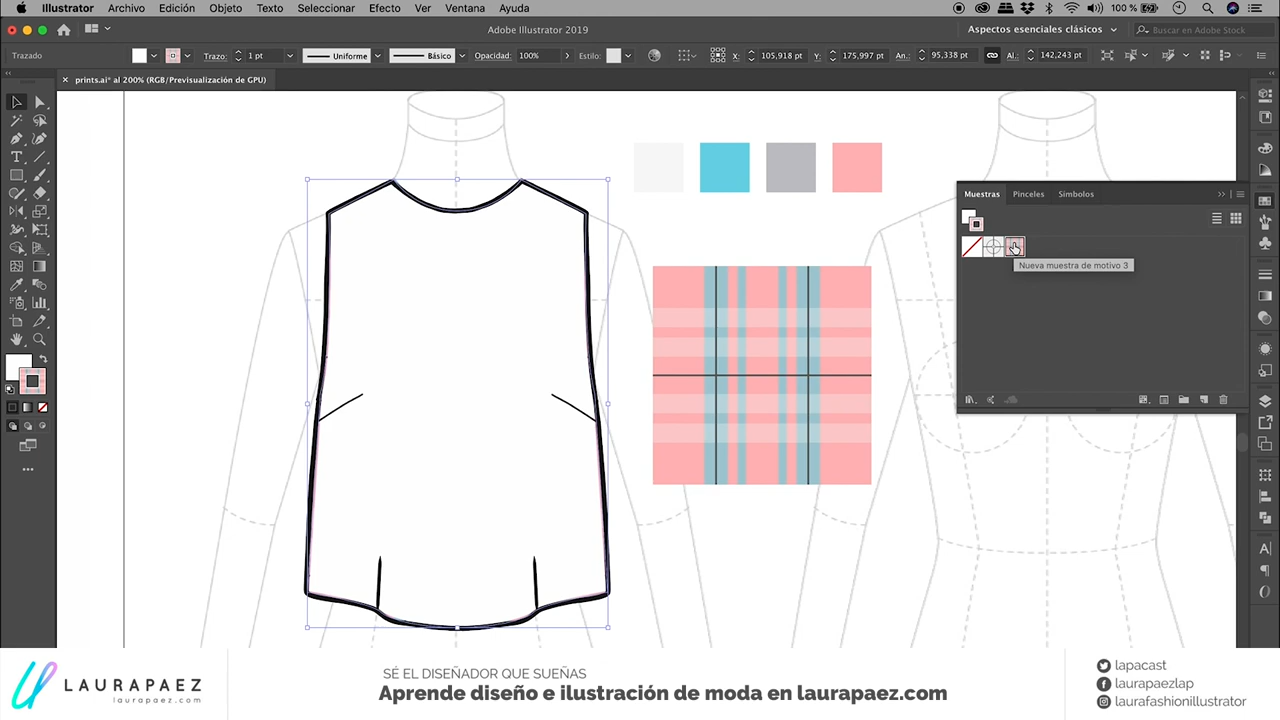 Illustrator Archivo Edición Objeto Texto Seleccionar Efecto Ver Ventana Ayuda 100 %
Adobe Illustrator 2019
Aspectos esenciales clásicos
Buscar en Adobe Stock
Trazado Trazo: 1 pt Uniforme Básico Opacidad: 100% Estilo: X: 105,918 pt Y: 175,997 pt An.: 95,338 pt Al.: 142,243 pt
× prints.ai* al 200% (RGB/Previsualización de GPU)
Muestras Pinceles Símbolos
Nueva muestra de motivo 3
LAURAPAEZ
laurapaez.com
SÉ EL DISEÑADOR QUE SUEÑAS
Aprende diseño e ilustración de moda en laurapaez.com
lapacast
laurapaezlap
laurafashionillustrator